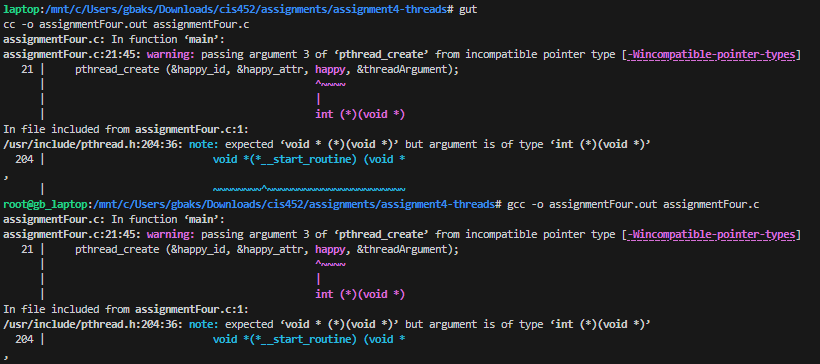 laptop:/mnt/c/Users/gbaks/Downloads/cis452/assignments/assignment4-threads# gut
cc -o assignmentFour.out assignmentFour.c
assignmentFour.c: In function ‘main’:
assignmentFour.c:21:45: warning: passing argument 3 of ‘pthread_create’ from incompatible pointer type [-Wincompatible-pointer-types]
   21 |     pthread_create (&happy_id, &happy_attr, happy, &threadArgument);
      |                                             ^~~~~
      |                                             |
      |                                             int (*)(void *)
In file included from assignmentFour.c:1:
/usr/include/pthread.h:204:36: note: expected ‘void * (*)(void *)’ but argument is of type ‘int (*)(void *)’
  204 |                            void *(*__start_routine) (void *
,
      |                            ~~~~~~~~^~~~~~~~~~~~~~~~~~~~~~~~
root@gb_laptop:/mnt/c/Users/gbaks/Downloads/cis452/assignments/assignment4-threads# gcc -o assignmentFour.out assignmentFour.c
assignmentFour.c: In function ‘main’:
assignmentFour.c:21:45: warning: passing argument 3 of ‘pthread_create’ from incompatible pointer type [-Wincompatible-pointer-types]
   21 |     pthread_create (&happy_id, &happy_attr, happy, &threadArgument);
      |                                             ^~~~~
      |                                             |
      |                                             int (*)(void *)
In file included from assignmentFour.c:1:
/usr/include/pthread.h:204:36: note: expected ‘void * (*)(void *)’ but argument is of type ‘int (*)(void *)’
  204 |                            void *(*__start_routine) (void *
,